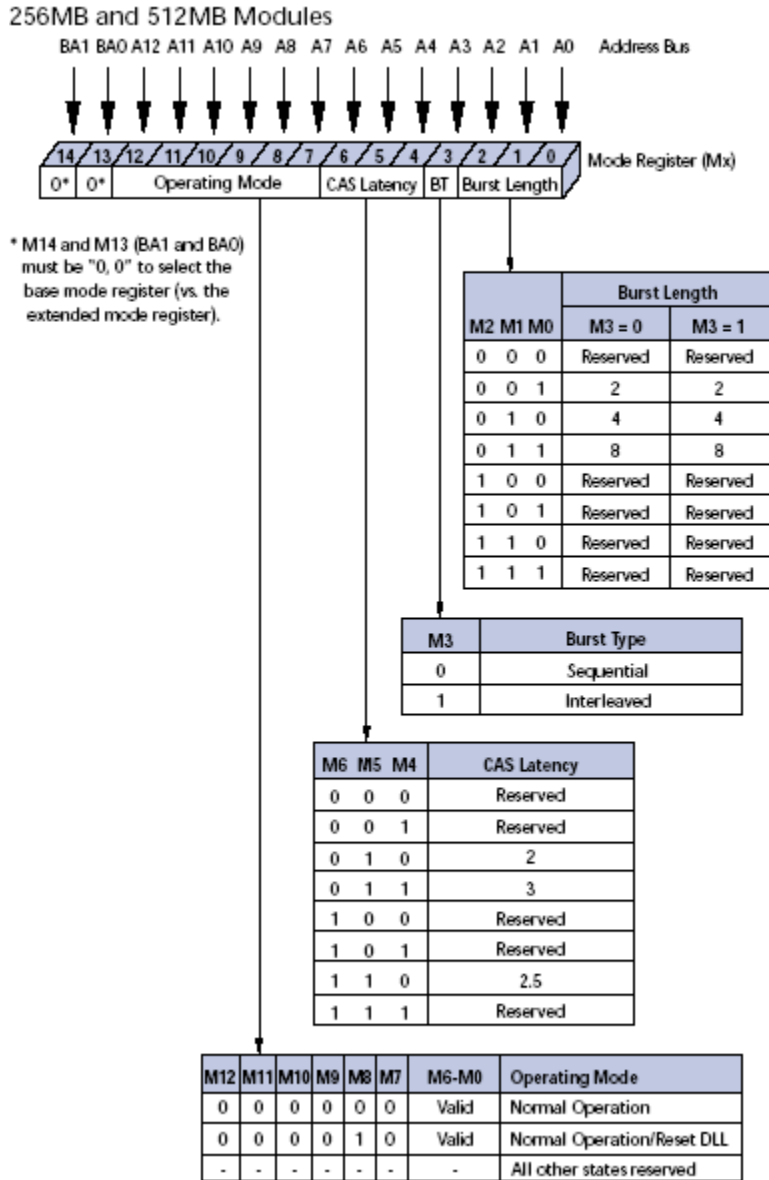 256MB and 512MB Modules
BA1 BA0 A12 A11 A10 A9 A8 A7 A6 A5 A4 A3 A2 A1 A0 Address Bus
14 13 12 11 10 9 8 7 6 5 4 3 2 1 0 Mode Register (Mx)
0* 0* Operating Mode CAS Latency BT Burst Length
* M14 and M13 (BA1 and BA0)
must be "0, 0" to select the
base mode register (vs. the
extended mode register).
Burst Length
M2 M1 M0 M3 = 0 M3 = 1
0 0 0 Reserved Reserved
0 0 1 2 2
0 1 0 4 4
0 1 1 8 8
1 0 0 Reserved Reserved
1 0 1 Reserved Reserved
1 1 0 Reserved Reserved
1 1 1 Reserved Reserved
M3 Burst Type
0 Sequential
1 Interleaved
M6 M5 M4 CAS Latency
0 0 0 Reserved
0 0 1 Reserved
0 1 0 2
0 1 1 3
1 0 0 Reserved
1 0 1 Reserved
1 1 0 2.5
1 1 1 Reserved
M12 M11 M10 M9 M8 M7 M6-M0 Operating Mode
0 0 0 0 0 0 Valid Normal Operation
0 0 0 0 1 0 Valid Normal Operation/Reset DLL
- - - - - - - All other states reserved